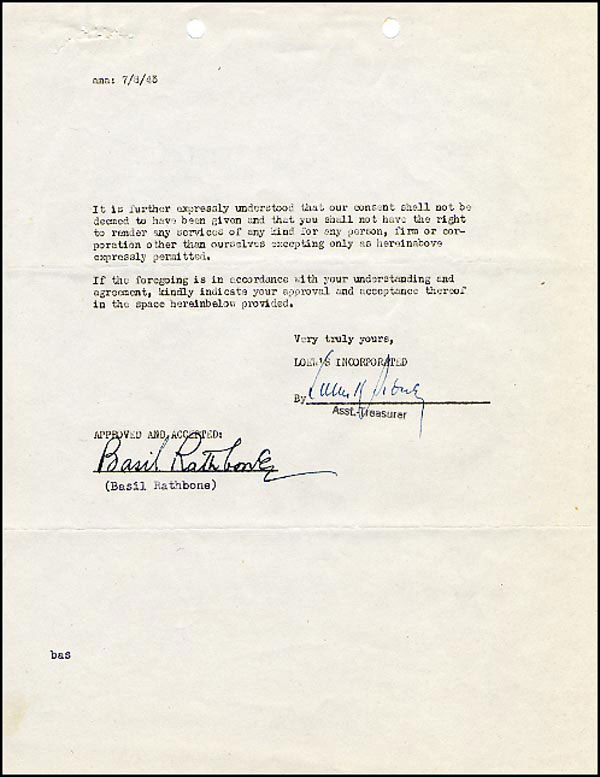 ana: 7/8/43
It is further expressly understood that our consent shall not be
deemed to have been given and that you shall not have the right
to render any services of any kind for any person, firm or cor-
poration other than ourselves excepting only as hereinabove
expressly permitted.
If the foregoing is in accordance with your understanding and
agreement, kindly indicate your approval and acceptance thereof
in the space hereinbelow provided.
Very truly yours,
LOEW'S INCORPORATED
By
Asst. Treasurer
APPROVED AND ACCEPTED:
Basil Rathbone
(Basil Rathbone)
bas